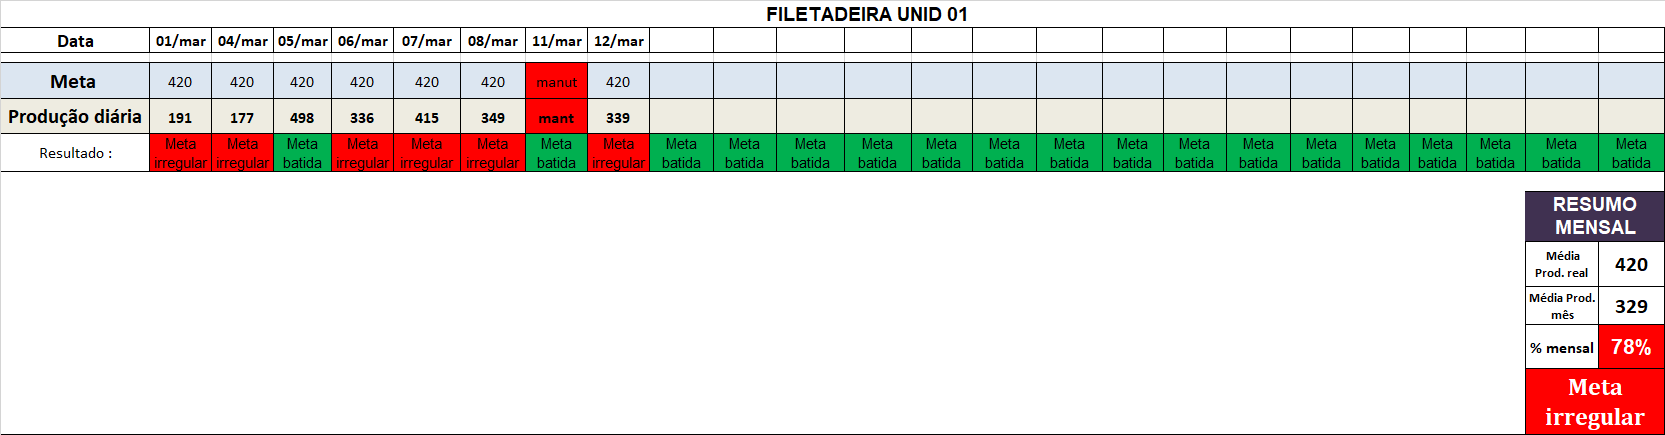 FILETADEIRA UNID 01
Data 01/mar 04/mar 05/mar 06/mar 07/mar 08/mar 11/mar 12/mar
Meta 420 420 420 420 420 420 manut 420
Produção diária 191 177 498 336 415 349 mant 339
Resultado : Meta irregular Meta irregular Meta batida Meta irregular Meta irregular Meta irregular Meta batida Meta irregular Meta batida Meta batida Meta batida Meta batida Meta batida Meta batida Meta batida Meta batida Meta batida Meta batida Meta batida Meta batida Meta batida Meta batida Meta batida Meta batida
RESUMO
MENSAL
Média
Prod. real 420
Média Prod.
mês 329
% mensal 78%
Meta
irregular